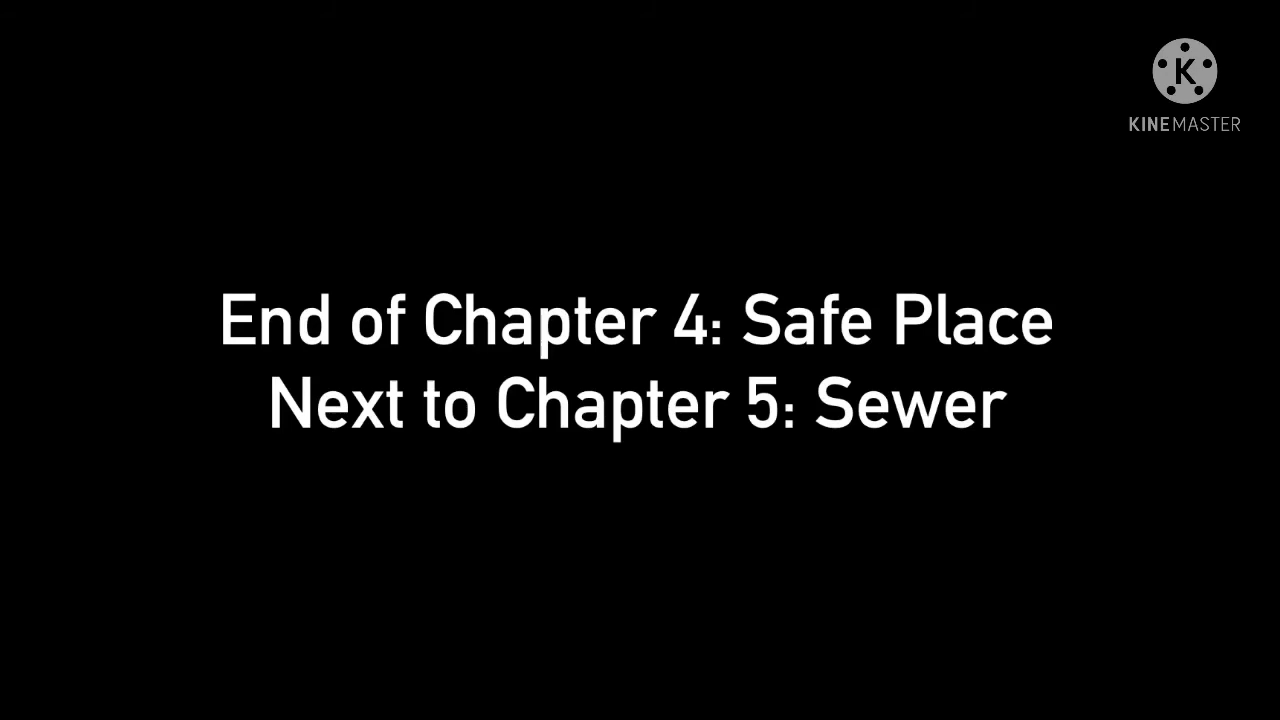 K
KINEMASTER
End of Chapter 4: Safe Place
Next to Chapter 5: Sewer